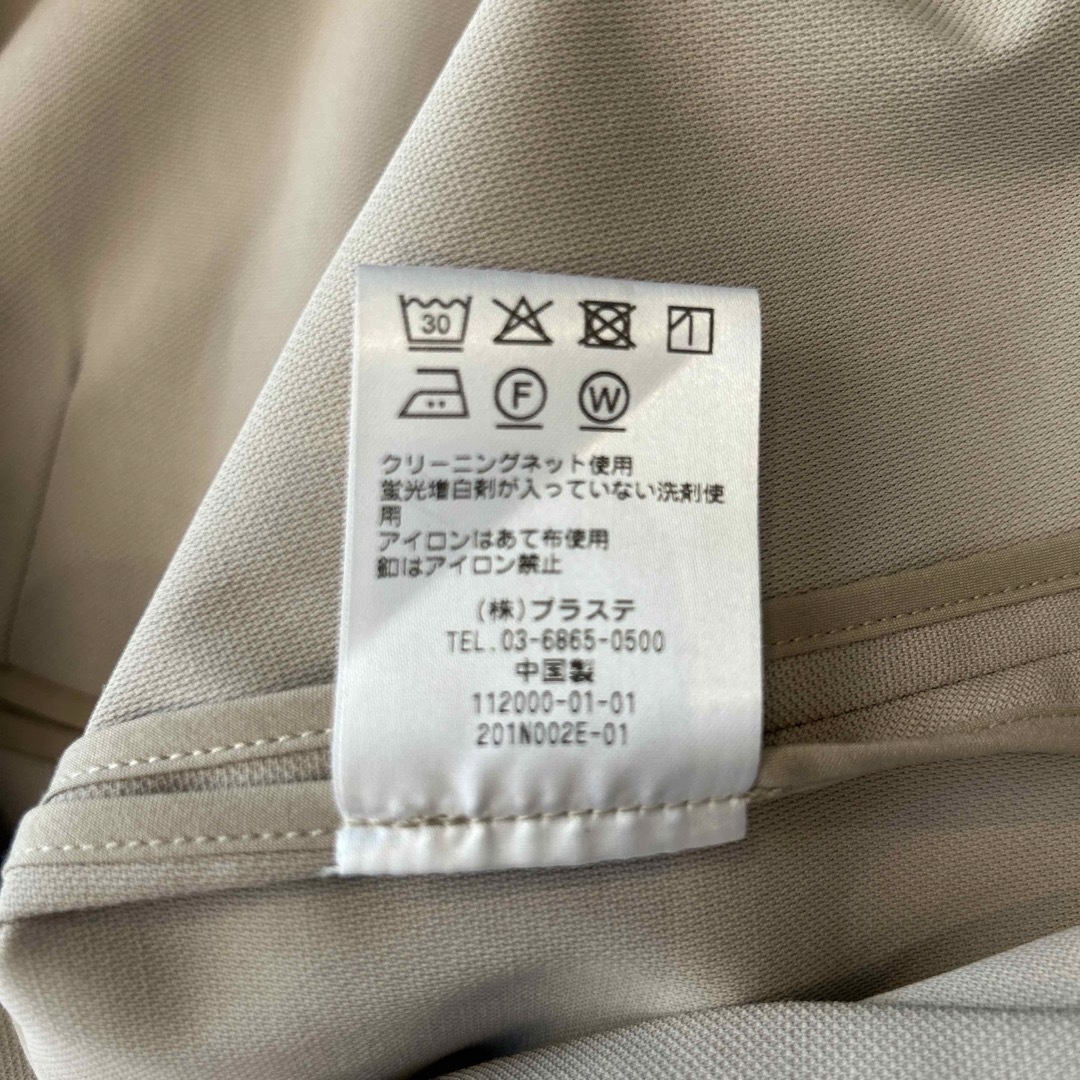 30
F W
クリーニングネット使用
蛍光増白剤が入っていない洗剤使
用
アイロンはあて布使用
釦はアイロン禁止
(株)プラステ
TEL.03-6865-0500
中国製
112000-01-01
201N002E-01